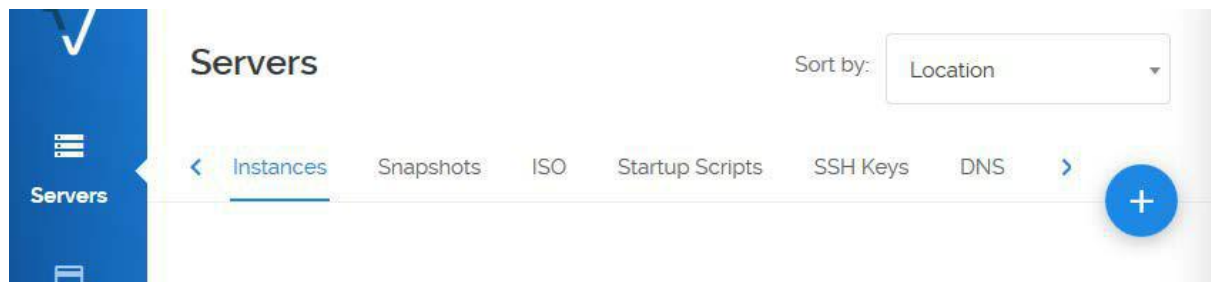 Servers
Sort by: Location
Instances Snapshots ISO Startup Scripts SSH Keys DNS
Servers